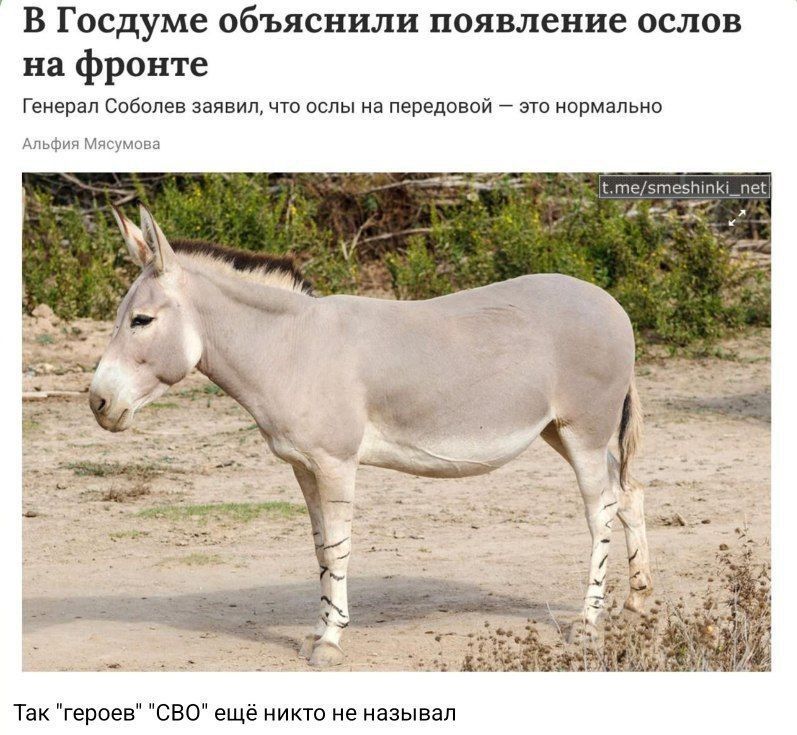 В Госдуме объяснили появление ослов
на фронте
Генерал Соболев заявил, что ослы на передовой — это нормально
Альфия Мясумова
t.me/smeshinki_net
Так "героев" "СВО" ещё никто не называл